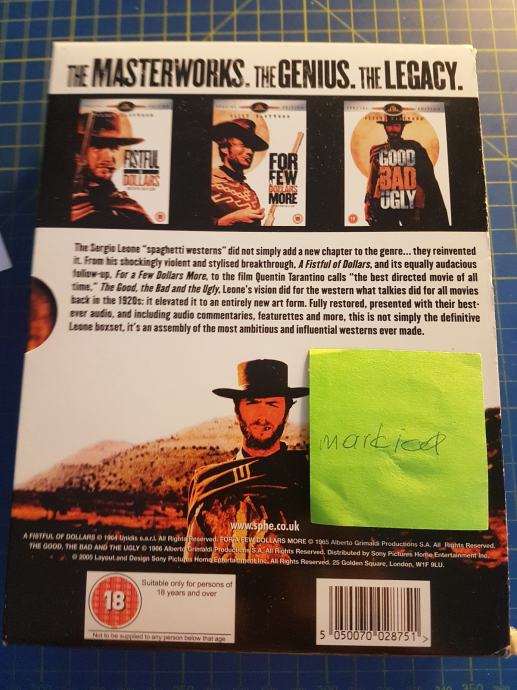 THE MASTERWORKS. THE GENIUS. THE LEGACY.
SPECIAL EDITION
SPECIAL EDITION
SPECIAL EDITION
CLINT EASTWOOD
A FISTFUL
DOLLARS
FOR
FEW
DOLLARS
MORE
GOOD
BAD
UGLY
The Sergio Leone "spaghetti westerns" did not simply add a new chapter to the genre... they reinvented
it. From his shockingly violent and stylised breakthrough, A Fistful of Dollars, and its equally audacious
follow-up, For a Few Dollars More, to the film Quentin Tarantino calls "the best directed movie of all
time," The Good, the Bad and the Ugly, Leone's vision did for the western what talkies did for all movies
back in the 1920s: it elevated it to an entirely new art form. Fully restored, presented with their best-
ever audio, and including audio commentaries, featurettes and more, this is not simply the definitive
Leone boxset, it's an assembly of the most ambitious and influential westerns ever made.
www.sphe.co.uk
A FISTFUL OF DOLLARS © 1964 Unidis s.a.r.l. All Rights Reserved. FOR A FEW DOLLARS MORE © 1965 Alberto Grimaldi Productions S.A. All Rights Reserved.
THE GOOD, THE BAD AND THE UGLY © 1966 Alberto Grimaldi Productions S.A. All Rights Reserved. Distributed by Sony Pictures Home Entertainment Inc.
© 2005 Layout and Design Sony Pictures Home Entertainment Inc. All Rights Reserved. 25 Golden Square, London, W1F 9LU.
18
Suitable only for persons of
18 years and over
Not to be supplied to any person below that age
5 050070 028751 >